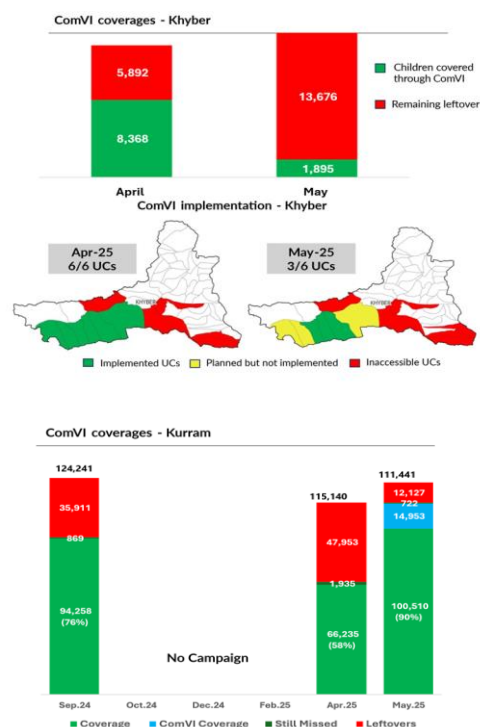 ComVI coverages - Khyber
5,892
13,676
8,368
1,895
Children covered
through ComVI
Remaining leftover
April
May
ComVI implementation - Khyber
Apr-25
6/6 UCs
May-25
3/6 UCs
KHYBER
KHYBER
Implemented UCs
Planned but not implemented
Inaccessible UCs
ComVI coverages - Kurram
124,241
35,911
869
94,258
(76%)
No Campaign
115,140
47,953
1,935
66,235
(58%)
111,441
12,127
722
14,953
100,510
(90%)
Sep.24
Oct.24
Dec.24
Feb.25
Apr.25
May.25
Coverage
ComVI Coverage
Still Missed
Leftovers